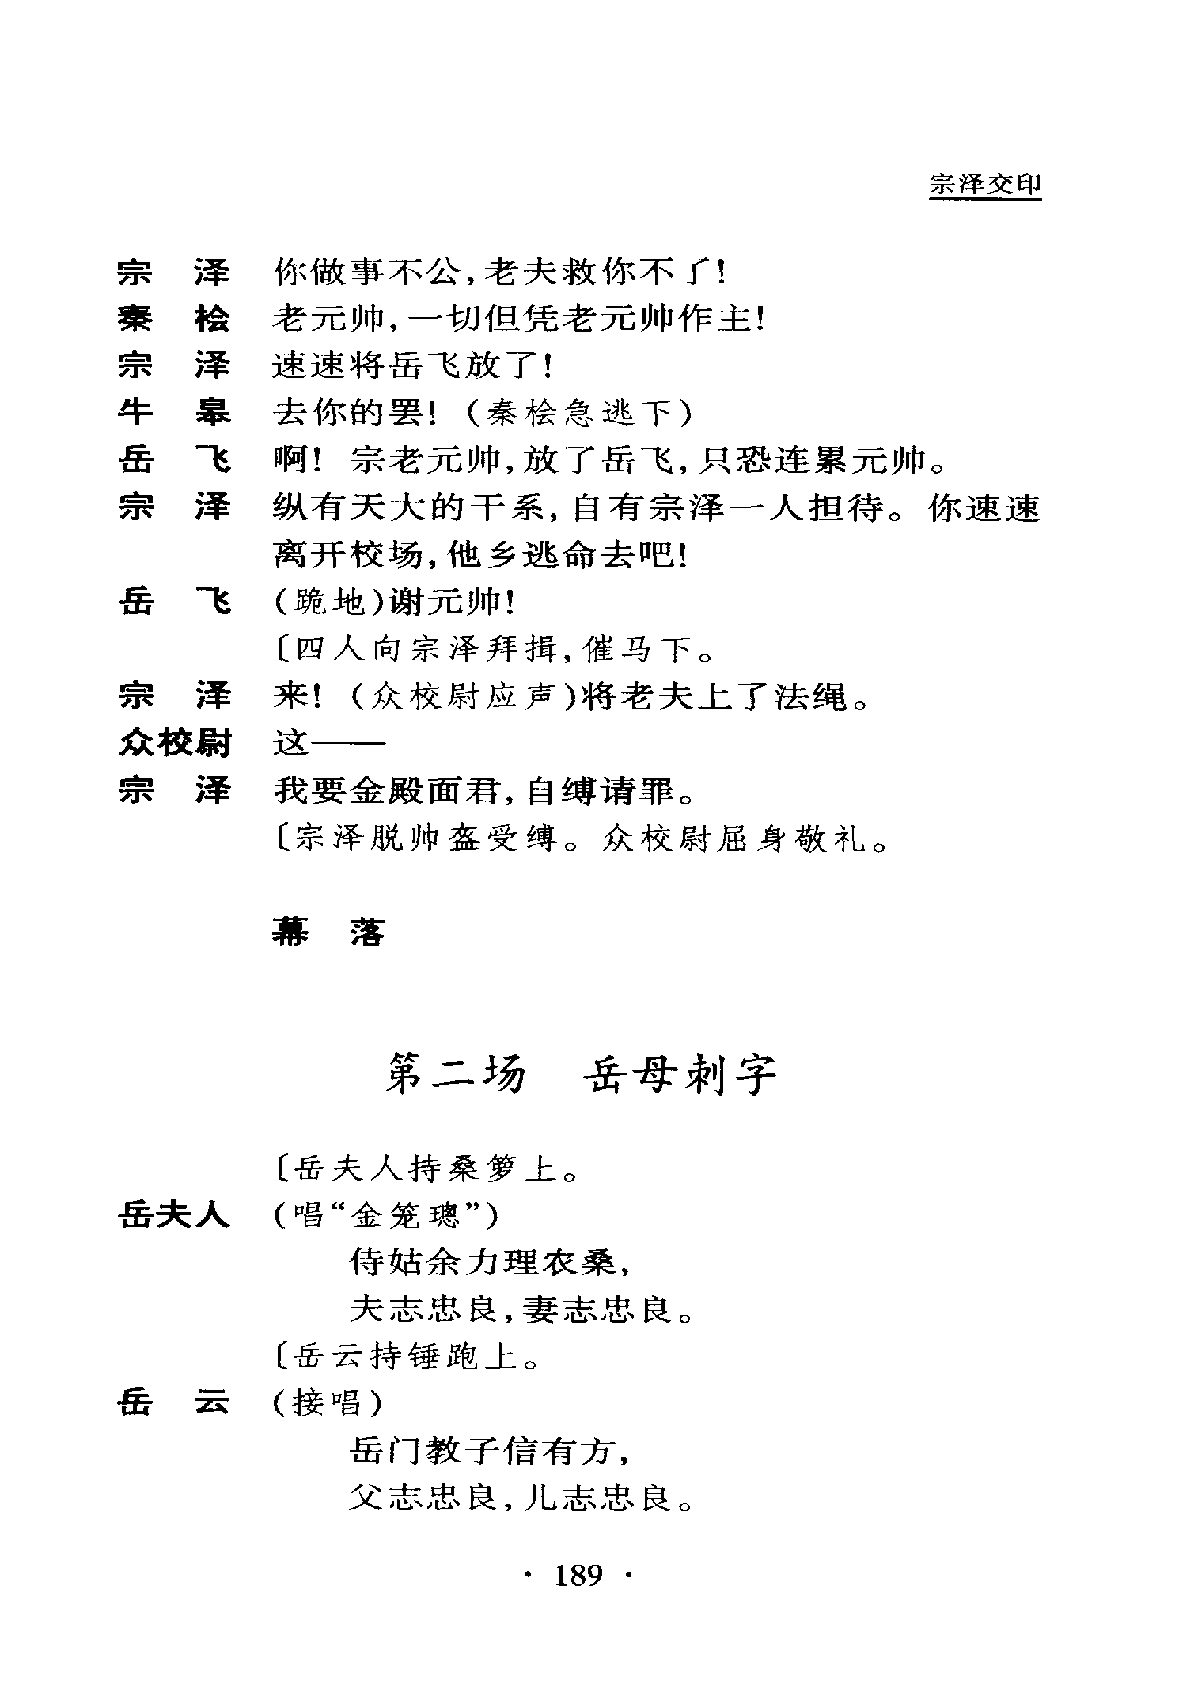 宗泽交印
宗　泽　你做事不公,老夫救你不了!
秦　桧　老元帅,一切但凭老元帅作主!
宗　泽　速速将岳飞放了!
牛　皋　去你的罢!(秦桧急逃下)
岳　飞　啊! 宗老元帅,放了岳飞,只恐连累元帅。
宗　泽　纵有天大的干系,自有宗泽一人担待。你速速
离开校场,他乡逃命去吧!
岳　飞　(跪地)谢元帅!
〔四人向宗泽拜揖,催马下。
宗　泽　来!(众校尉应声)将老夫上了法绳。
众校尉　这——
宗　泽　我要金殿面君,自缚请罪。
〔宗泽脱帅盔受缚。众校尉屈身敬礼。
幕　落
第二场　岳母刺字
〔岳夫人持桑箩上。
岳夫人　(唱“金笼璁”)
侍姑余力理农桑,
夫志忠良,妻志忠良。
〔岳云持锤跑上。
岳　云　(接唱)
岳门教子信有方,
父志忠良,儿志忠良。
· 189 ·